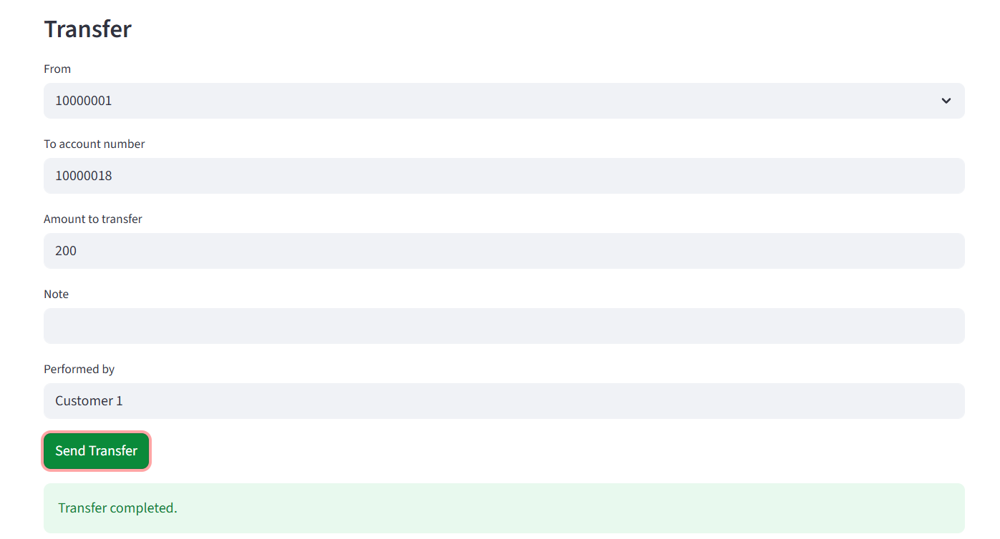 Transfer
From
10000001
To account number
10000018
Amount to transfer
200
Note
Performed by
Customer 1
Send Transfer
Transfer completed.